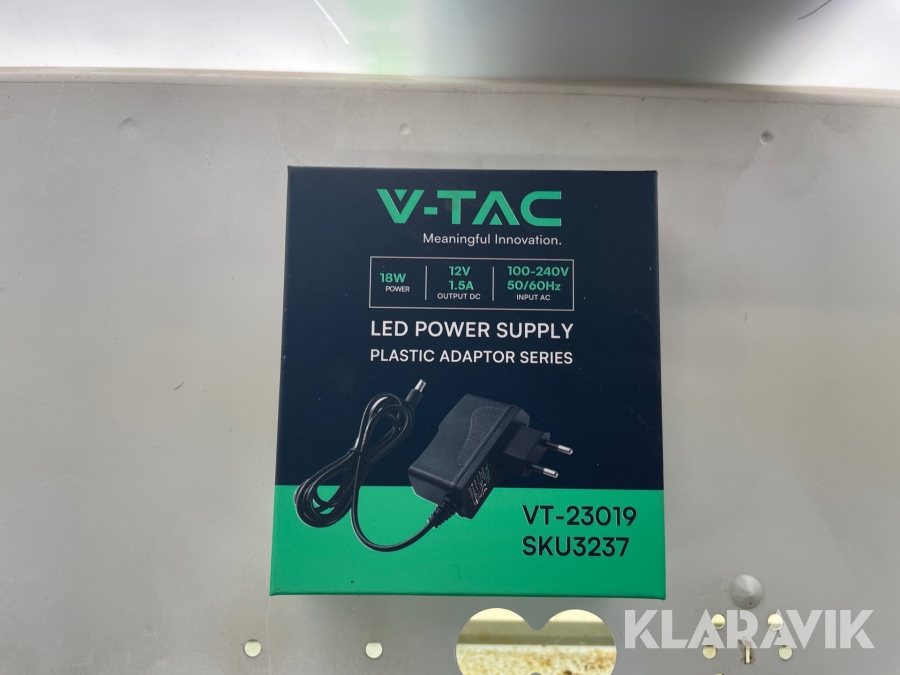 V-TAC
Meaningful Innovation.
18W
POWER
12V
1.5A
OUTPUT DC
100-240V
50/60Hz
INPUT AC
LED POWER SUPPLY
PLASTIC ADAPTOR SERIES
VT-23019
SKU3237
KLARAVIK